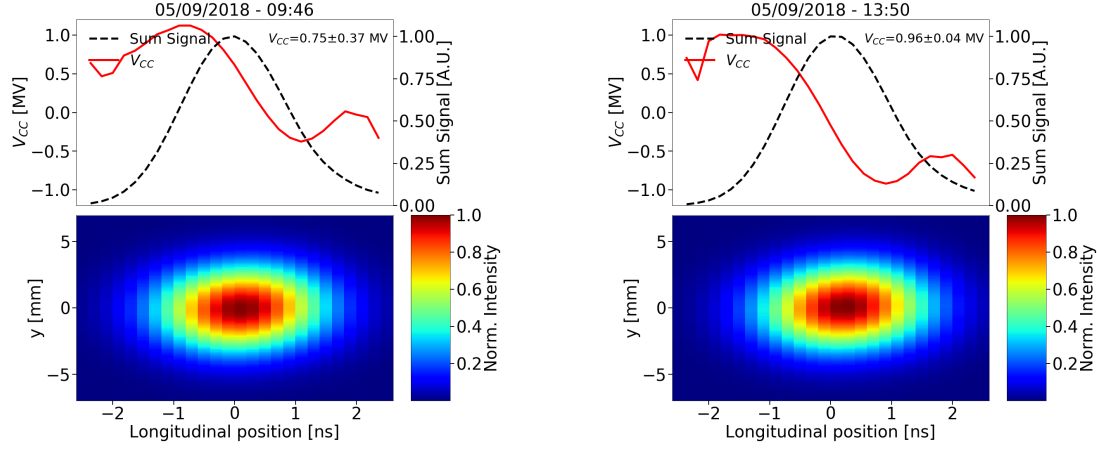 05/09/2018 - 09:46
1.0
0.5
0.0
−0.5
−1.0
V_CC [MV]
Sum Signal
V_CC
V_CC=0.75±0.37 MV
1.00
0.75
0.50
0.25
0.00
Sum Signal [A.U.]
5
0
−5
y [mm]
−2 −1 0 1 2
Longitudinal position [ns]
1.0
0.8
0.6
0.4
0.2
Norm. Intensity
05/09/2018 - 13:50
1.0
0.5
0.0
−0.5
−1.0
V_CC [MV]
Sum Signal
V_CC
V_CC=0.96±0.04 MV
1.00
0.75
0.50
0.25
0.00
Sum Signal [A.U.]
5
0
−5
y [mm]
−2 −1 0 1 2
Longitudinal position [ns]
1.0
0.8
0.6
0.4
0.2
Norm. Intensity